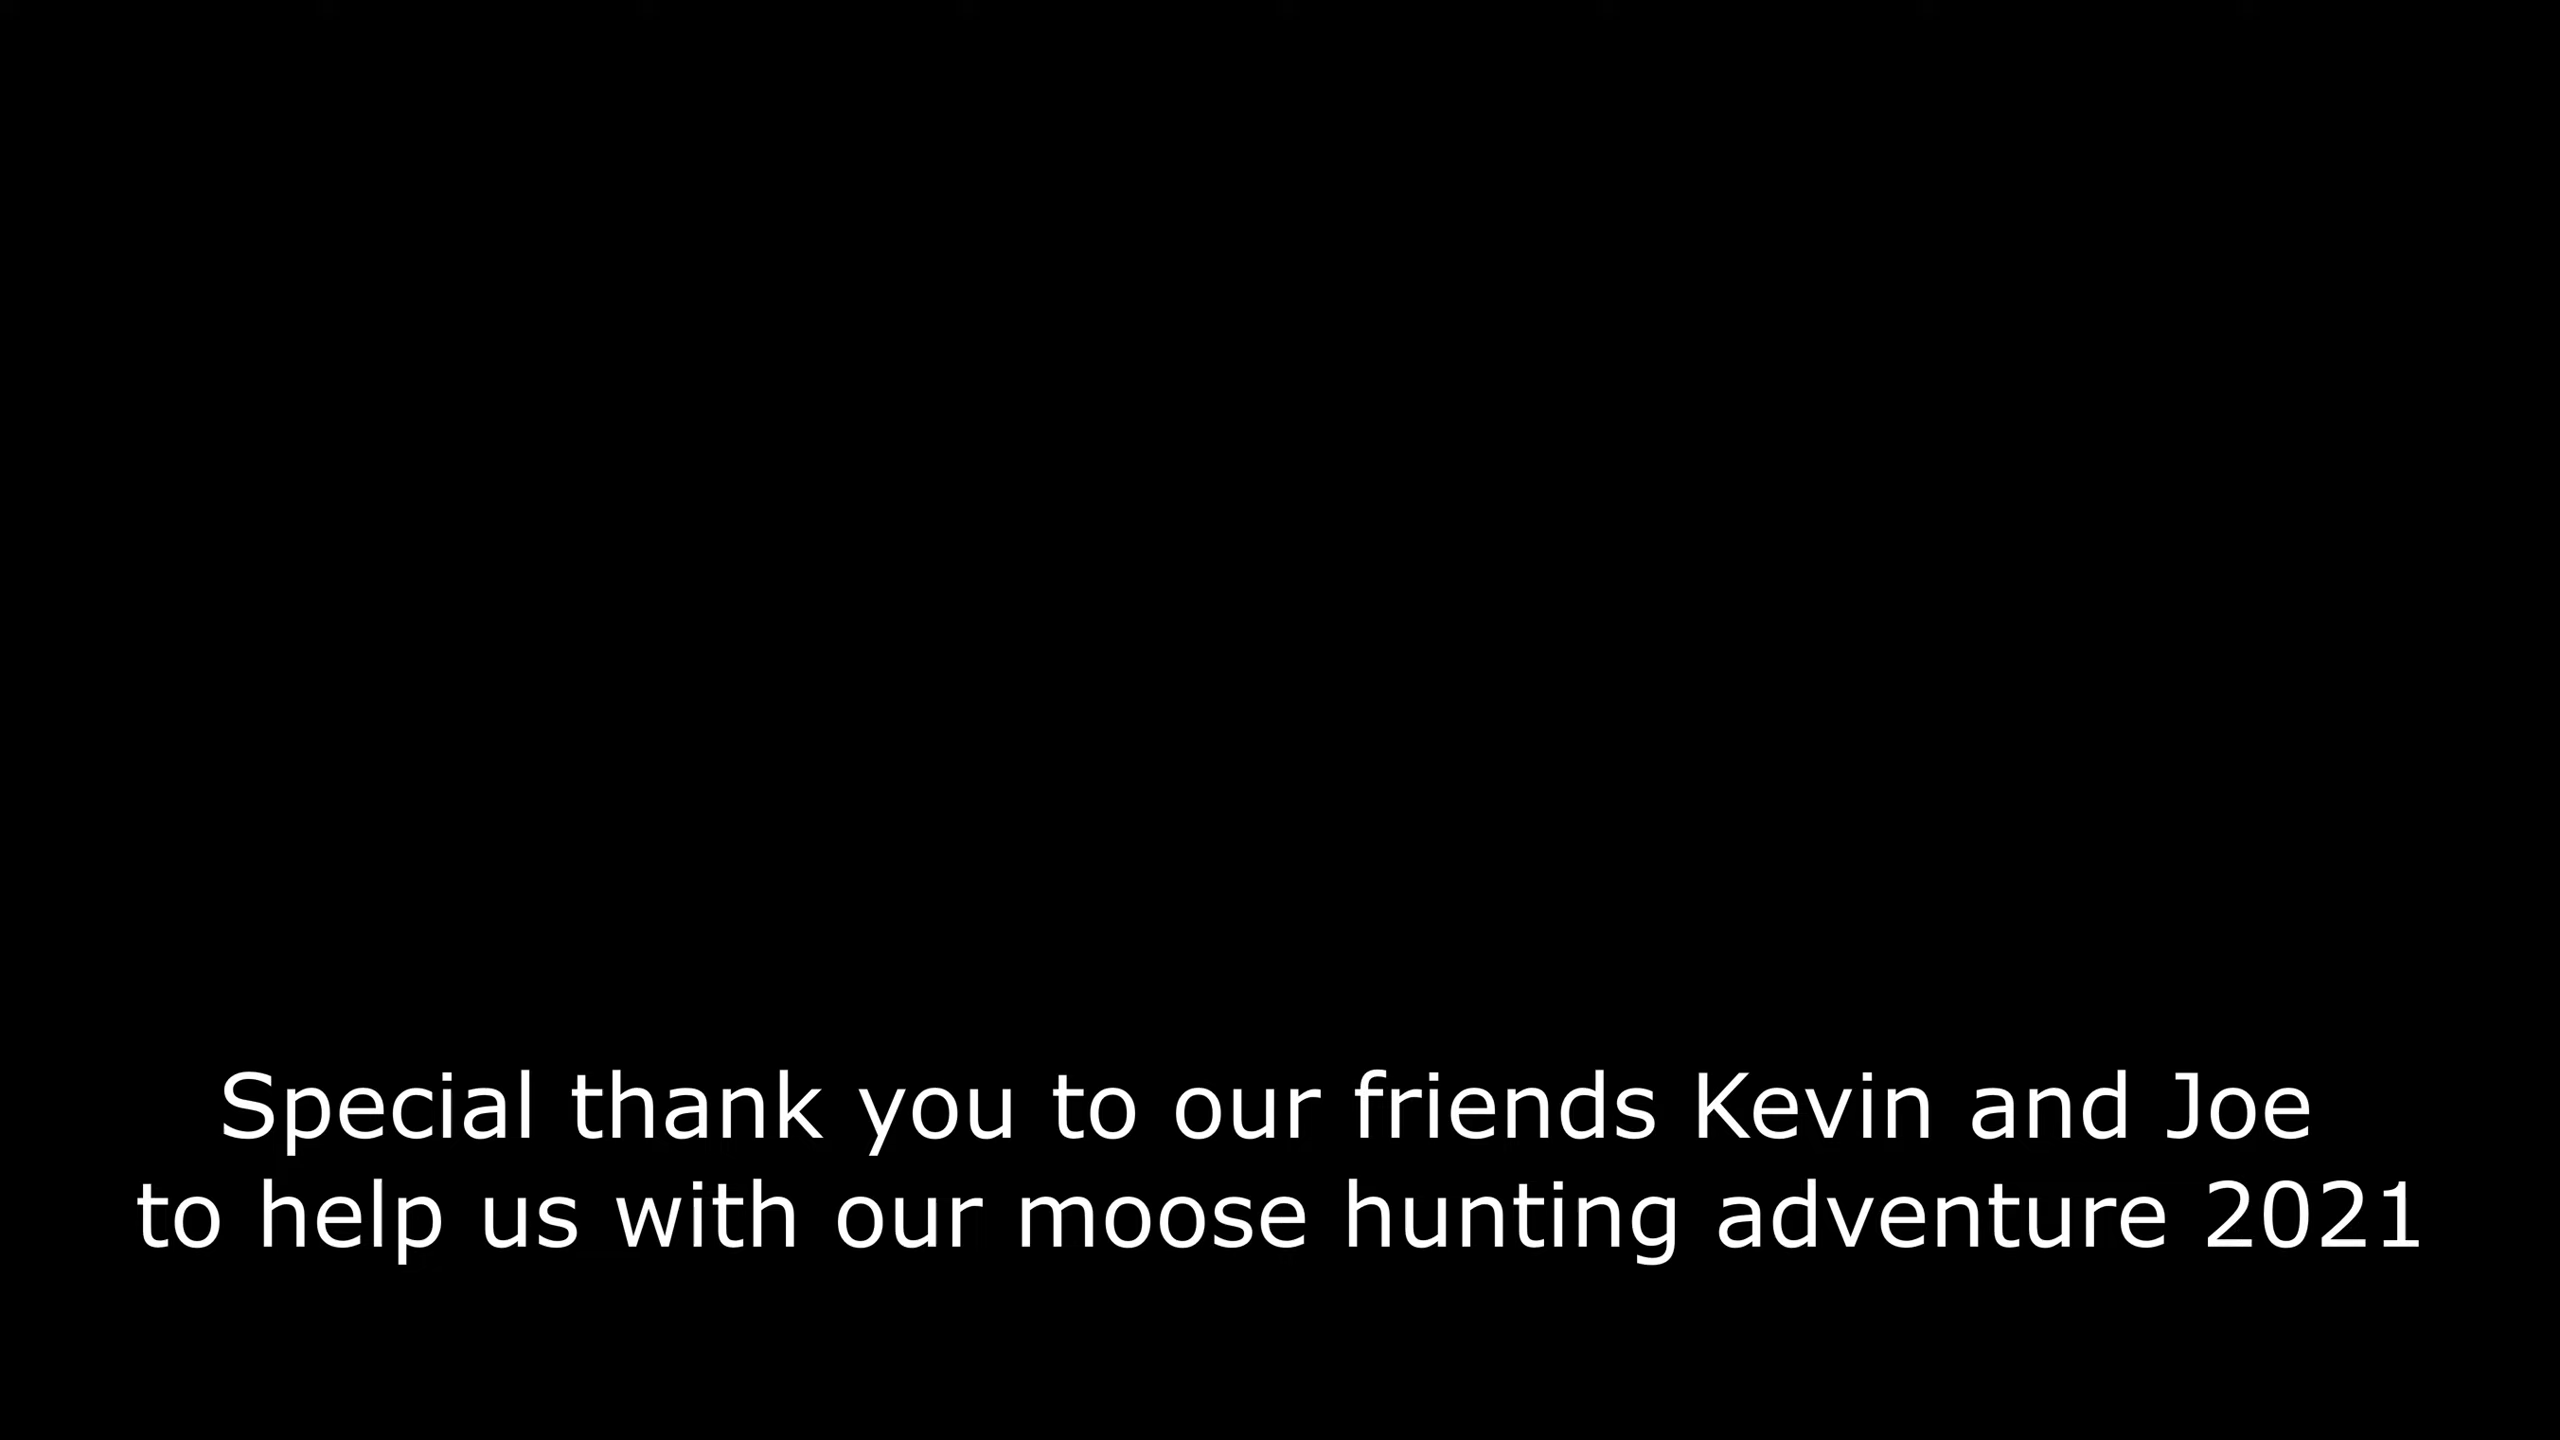 Special thank you to our friends Kevin and Joe
to help us with our moose hunting adventure 2021